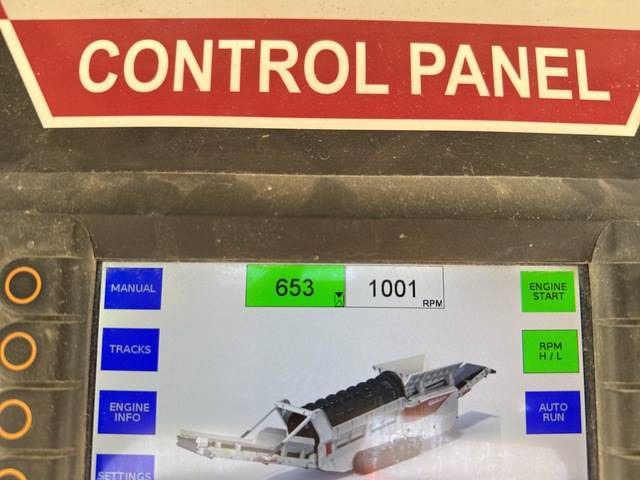 CONTROL PANEL
MANUAL
653
1001
RPM
ENGINE
START
TRACKS
RPM
H / L
ENGINE
INFO
AUTO
RUN
SETTINGS